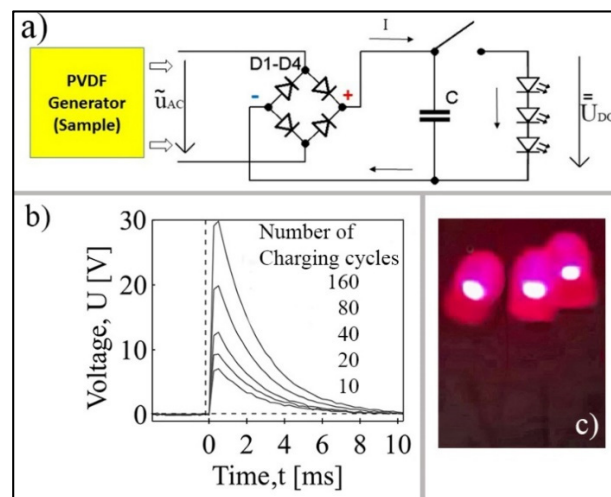 a)
PVDF
Generator
(Sample)
ũAC
D1-D4
-
+
I
C
UDC
b)
Voltage, U [V]
30
20
10
0
Number of
Charging cycles
160
80
40
20
10
0 2 4 6 8 10
Time,t [ms]
c)